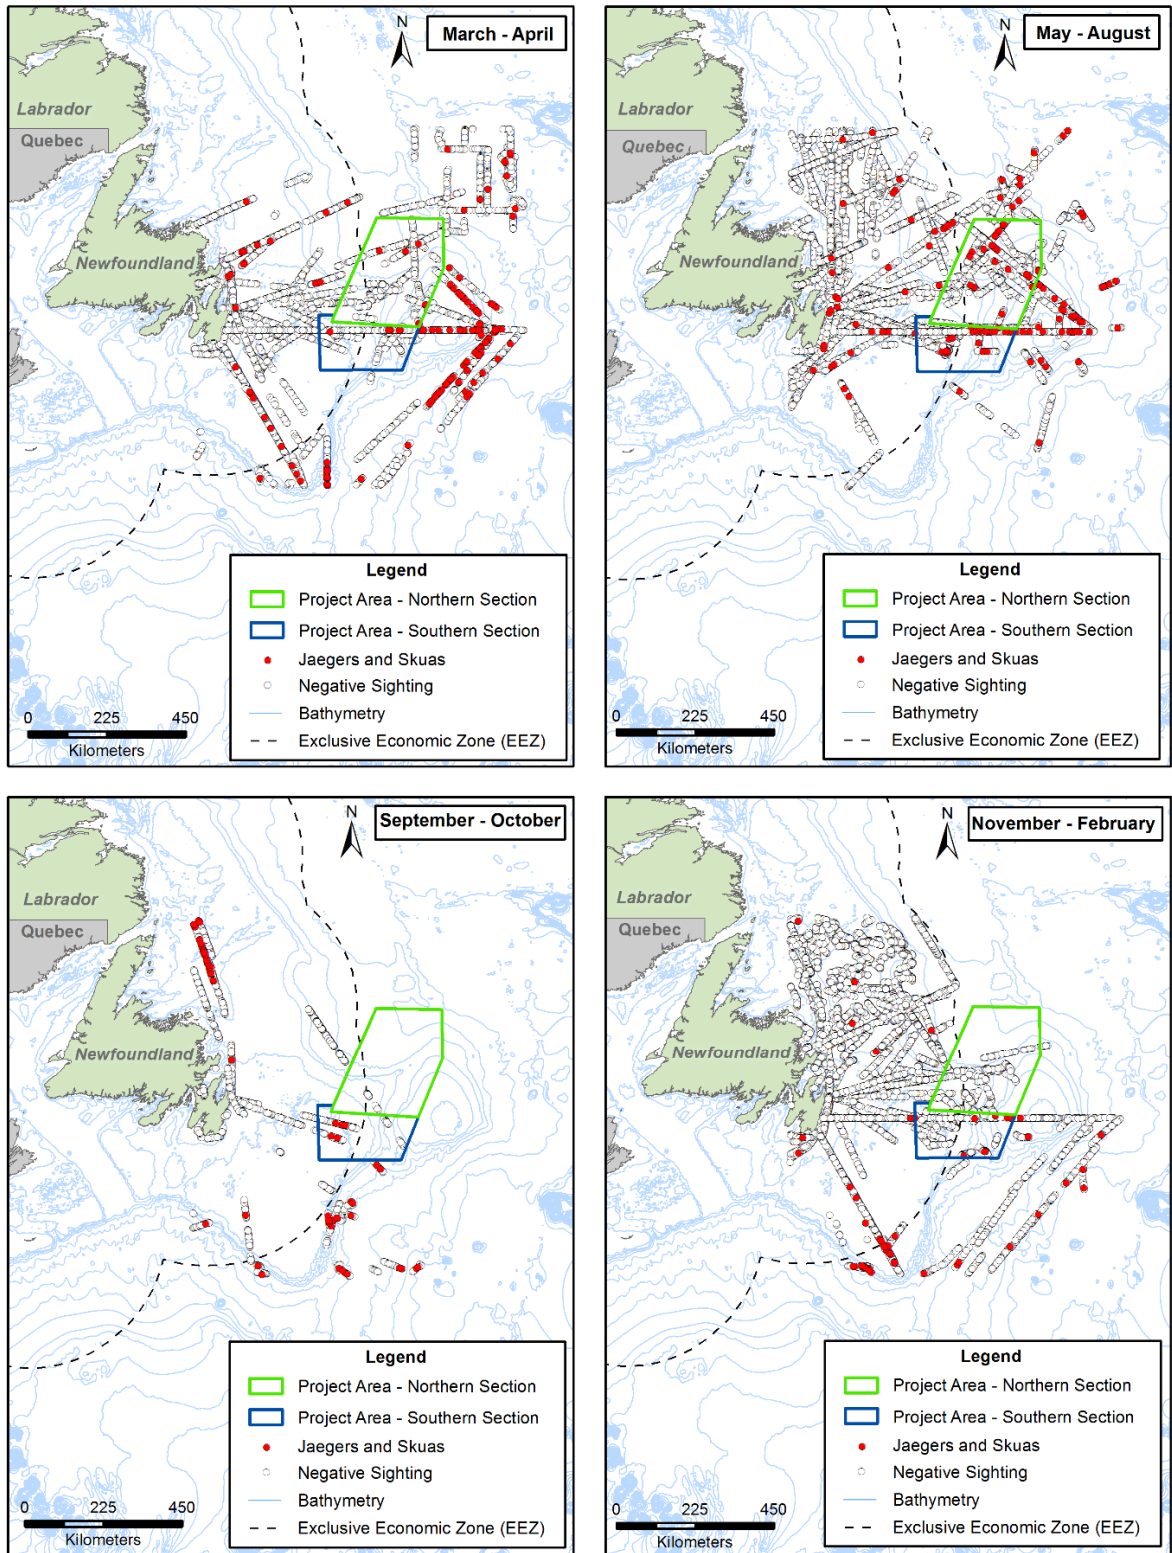 N
March - April
Labrador
Quebec
Newfoundland
Legend
Project Area - Northern Section
Project Area - Southern Section
Jaegers and Skuas
Negative Sighting
Bathymetry
Exclusive Economic Zone (EEZ)
0 225 450
Kilometers
N
May - August
Labrador
Quebec
Newfoundland
Legend
Project Area - Northern Section
Project Area - Southern Section
Jaegers and Skuas
Negative Sighting
Bathymetry
Exclusive Economic Zone (EEZ)
0 225 450
Kilometers
N
September - October
Labrador
Quebec
Newfoundland
Legend
Project Area - Northern Section
Project Area - Southern Section
Jaegers and Skuas
Negative Sighting
Bathymetry
Exclusive Economic Zone (EEZ)
0 225 450
Kilometers
N
November - February
Labrador
Quebec
Newfoundland
Legend
Project Area - Northern Section
Project Area - Southern Section
Jaegers and Skuas
Negative Sighting
Bathymetry
Exclusive Economic Zone (EEZ)
0 225 450
Kilometers